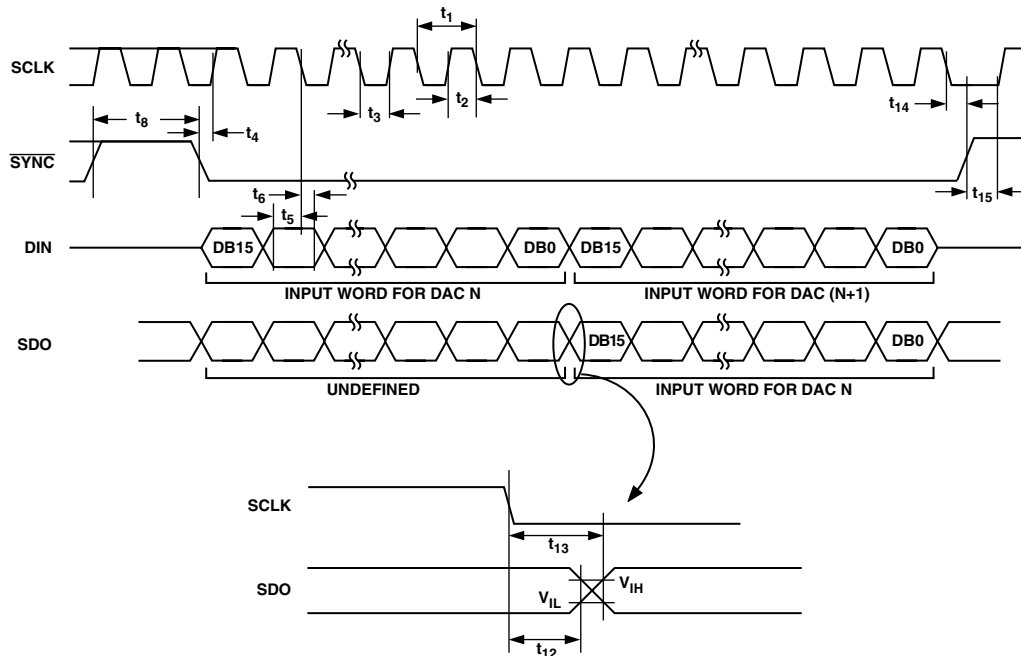 t1
SCLK
t2
t3
t14
t8
t4
SYNC
t15
t6
t5
DIN
DB15
DB0
DB15
DB0
INPUT WORD FOR DAC N
INPUT WORD FOR DAC (N+1)
SDO
DB15
DB0
UNDEFINED
INPUT WORD FOR DAC N
SCLK
t13
SDO
VIH
VIL
t12